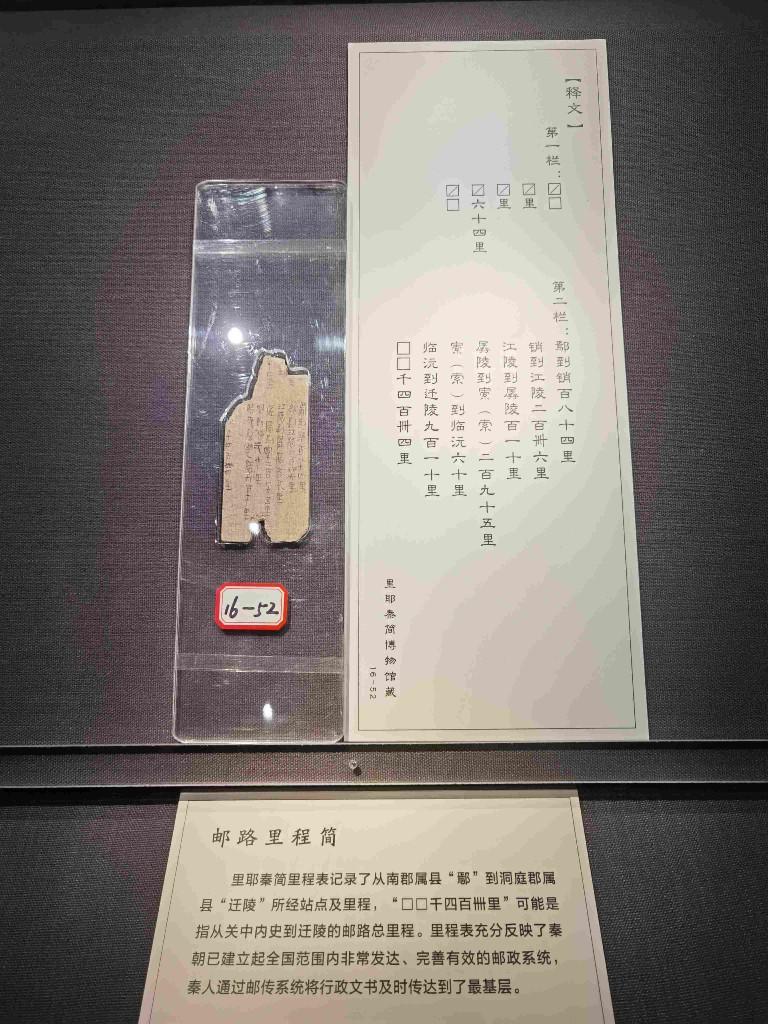 【释文】
第一栏：☑□
☑里
☑里
☑六十四里
☑□
第二栏：鄢到销百八十四里
销到江陵二百卌六里
江陵到孱陵百一十里
孱陵到𡩡（索）二百九十五里
𡩡（索）到临沅六十里
临沅到迁陵九百一十里
□□千四百卌四里
里耶秦简博物馆藏
16-52
16-52
邮路里程简
里耶秦简里程表记录了从南郡属县“鄢”到洞庭郡属
县“迁陵”所经站点及里程，“□□千四百卌里”可能是
指从关中内史到迁陵的邮路总里程。里程表充分反映了秦
朝已建立起全国范围内非常发达、完善有效的邮政系统，
秦人通过邮传系统将行政文书及时传达到了最基层。